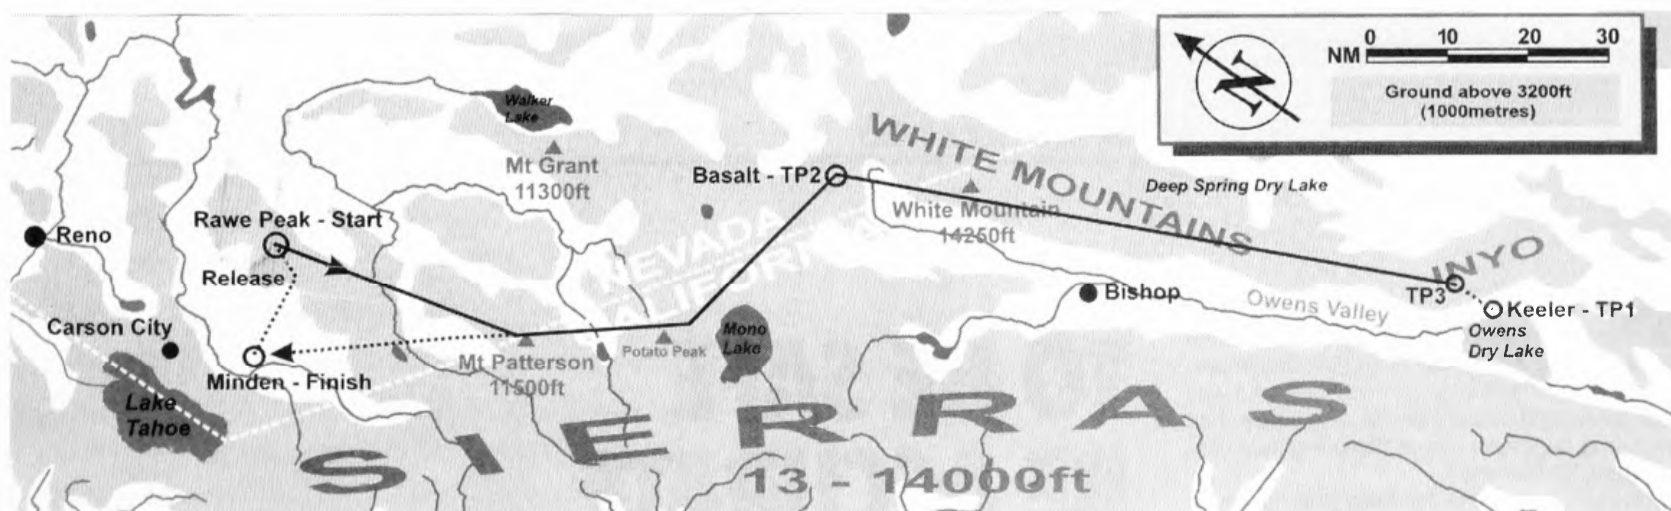 0 10 20 30
NM
N
Ground above 3200ft
(1000metres)
Walker
Lake
Mt Grant
11300ft
WHITE MOUNTAINS
Basalt - TP2
Deep Spring Dry Lake
White Mountain
14250ft
Rawe Peak - Start
Reno
Release
NEVADA
CALIFORNIA
INYO
TP3
Keeler - TP1
Owens
Dry Lake
Bishop
Owens Valley
Carson City
Minden - Finish
Mt Patterson
11500ft
Potato Peak
Mono
Lake
Lake
Tahoe
SIERRAS
13 - 14000ft